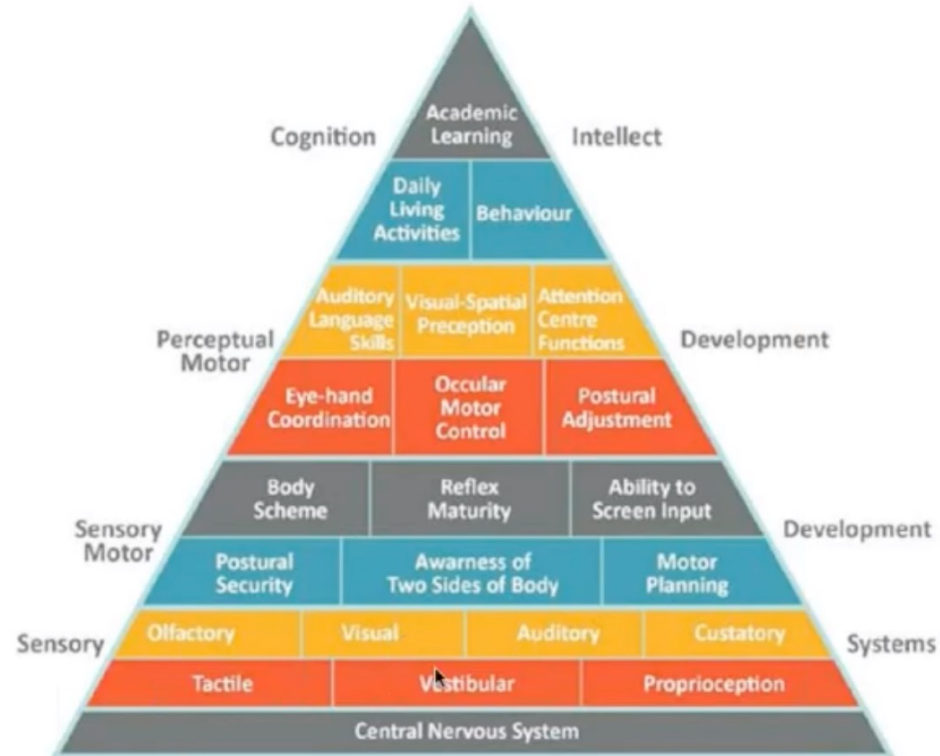 Academic
Learning
Cognition
Intellect
Daily
Living
Activities
Behaviour
Auditory
Language
Skills
Visual-Spatial
Preception
Attention
Centre
Functions
Perceptual
Motor
Development
Eye-hand
Coordination
Occular
Motor
Control
Postural
Adjustment
Body
Scheme
Reflex
Maturity
Ability to
Screen Input
Sensory
Motor
Development
Postural
Security
Awarness of
Two Sides of Body
Motor
Planning
Sensory
Olfactory
Visual
Auditory
Custatory
Systems
Tactile
Vestibular
Proprioception
Central Nervous System